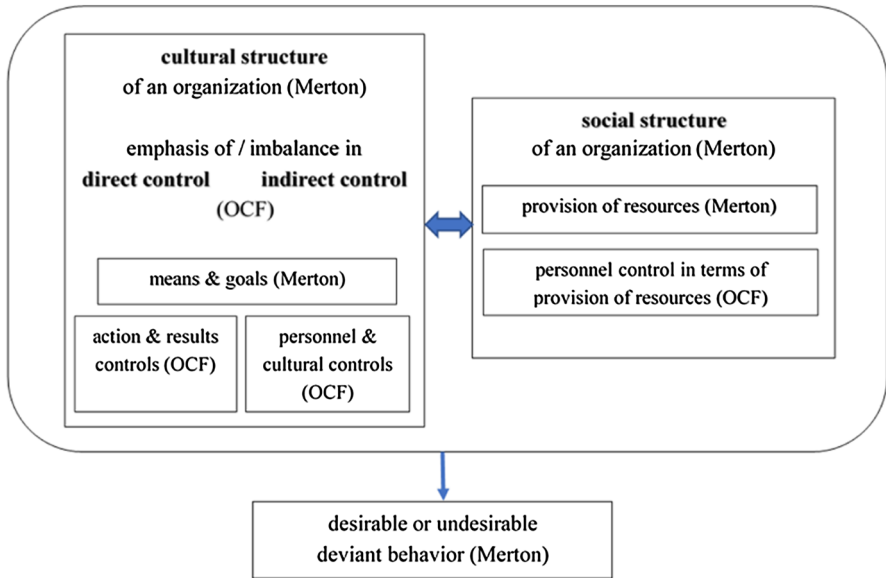 cultural structure
of an organization (Merton)
emphasis of / imbalance in
direct control indirect control
(OCF)
means & goals (Merton)
action & results
controls (OCF)
personnel &
cultural controls
(OCF)
social structure
of an organization (Merton)
provision of resources (Merton)
personnel control in terms of
provision of resources (OCF)
desirable or undesirable
deviant behavior (Merton)